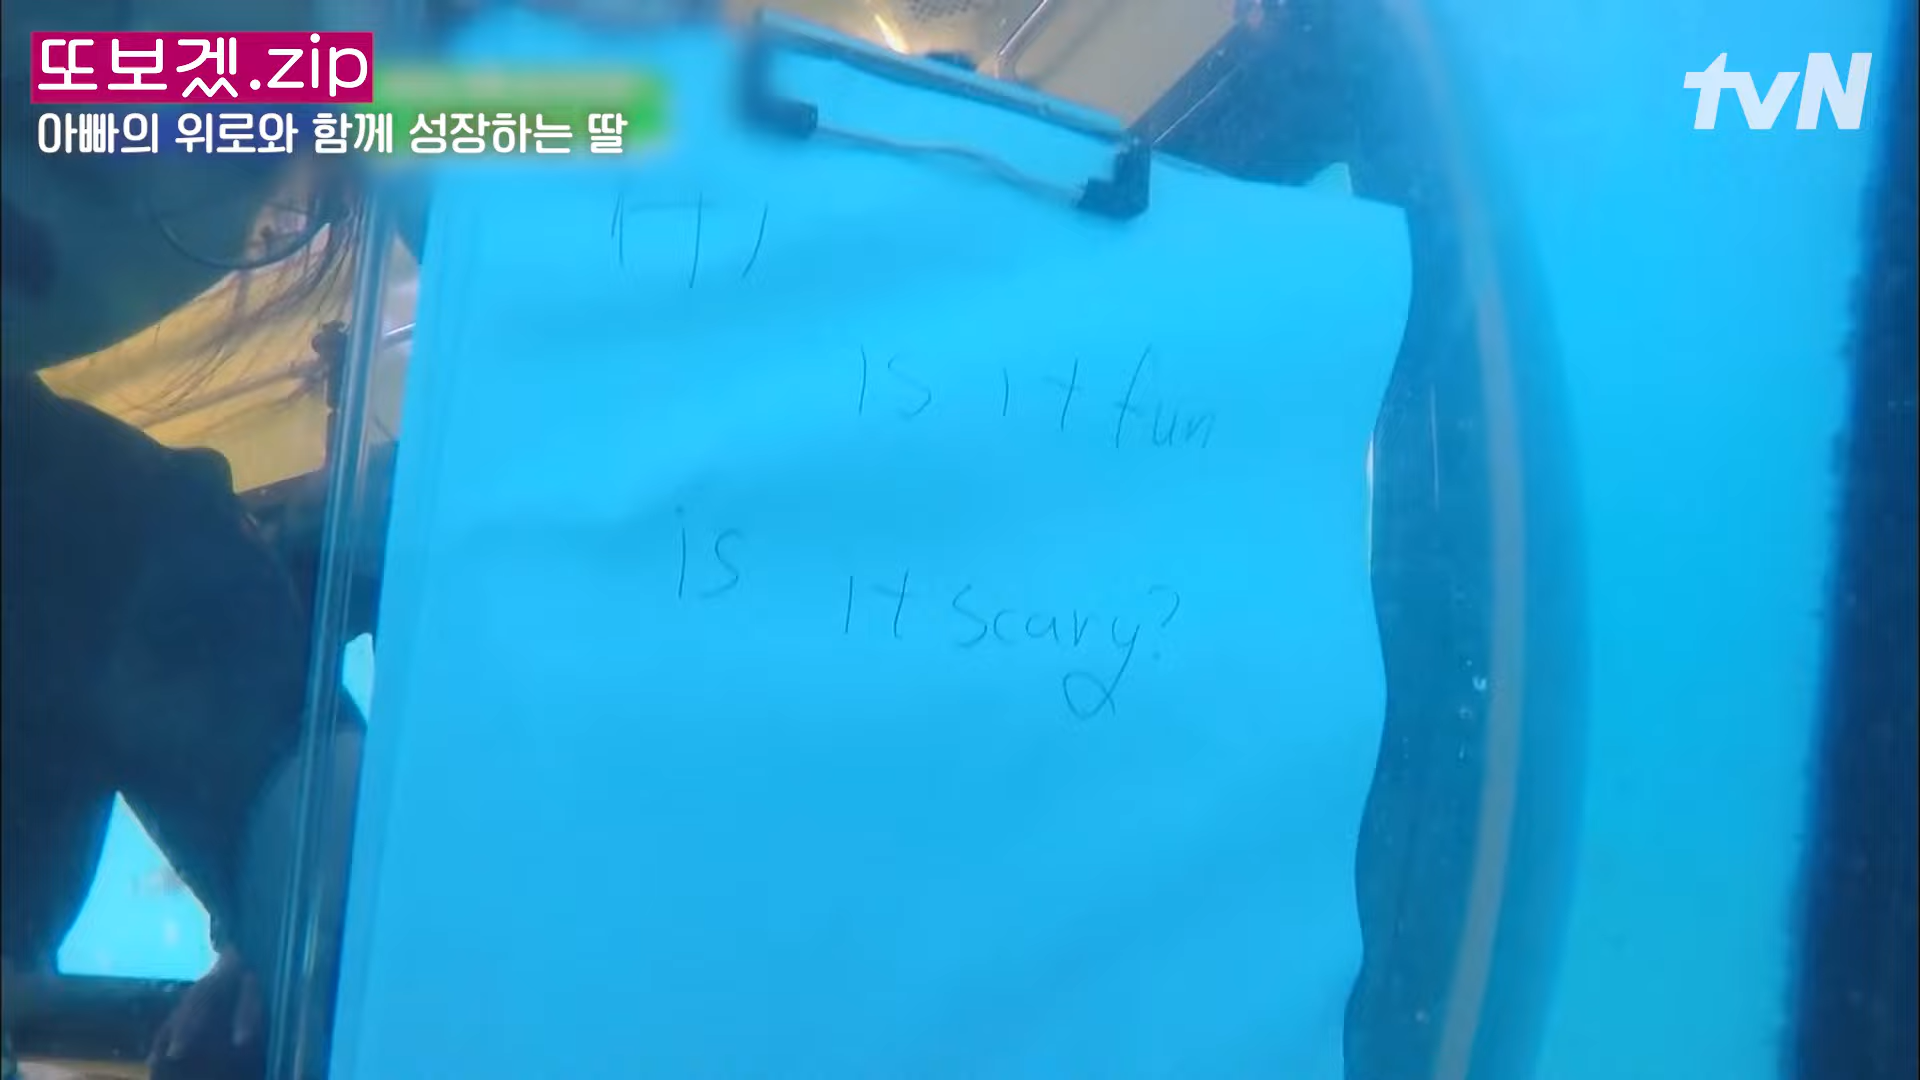 또보겠.zip
아빠의 위로와 함께 성장하는 딸
tvN
Hi
is it fun
is it scary?